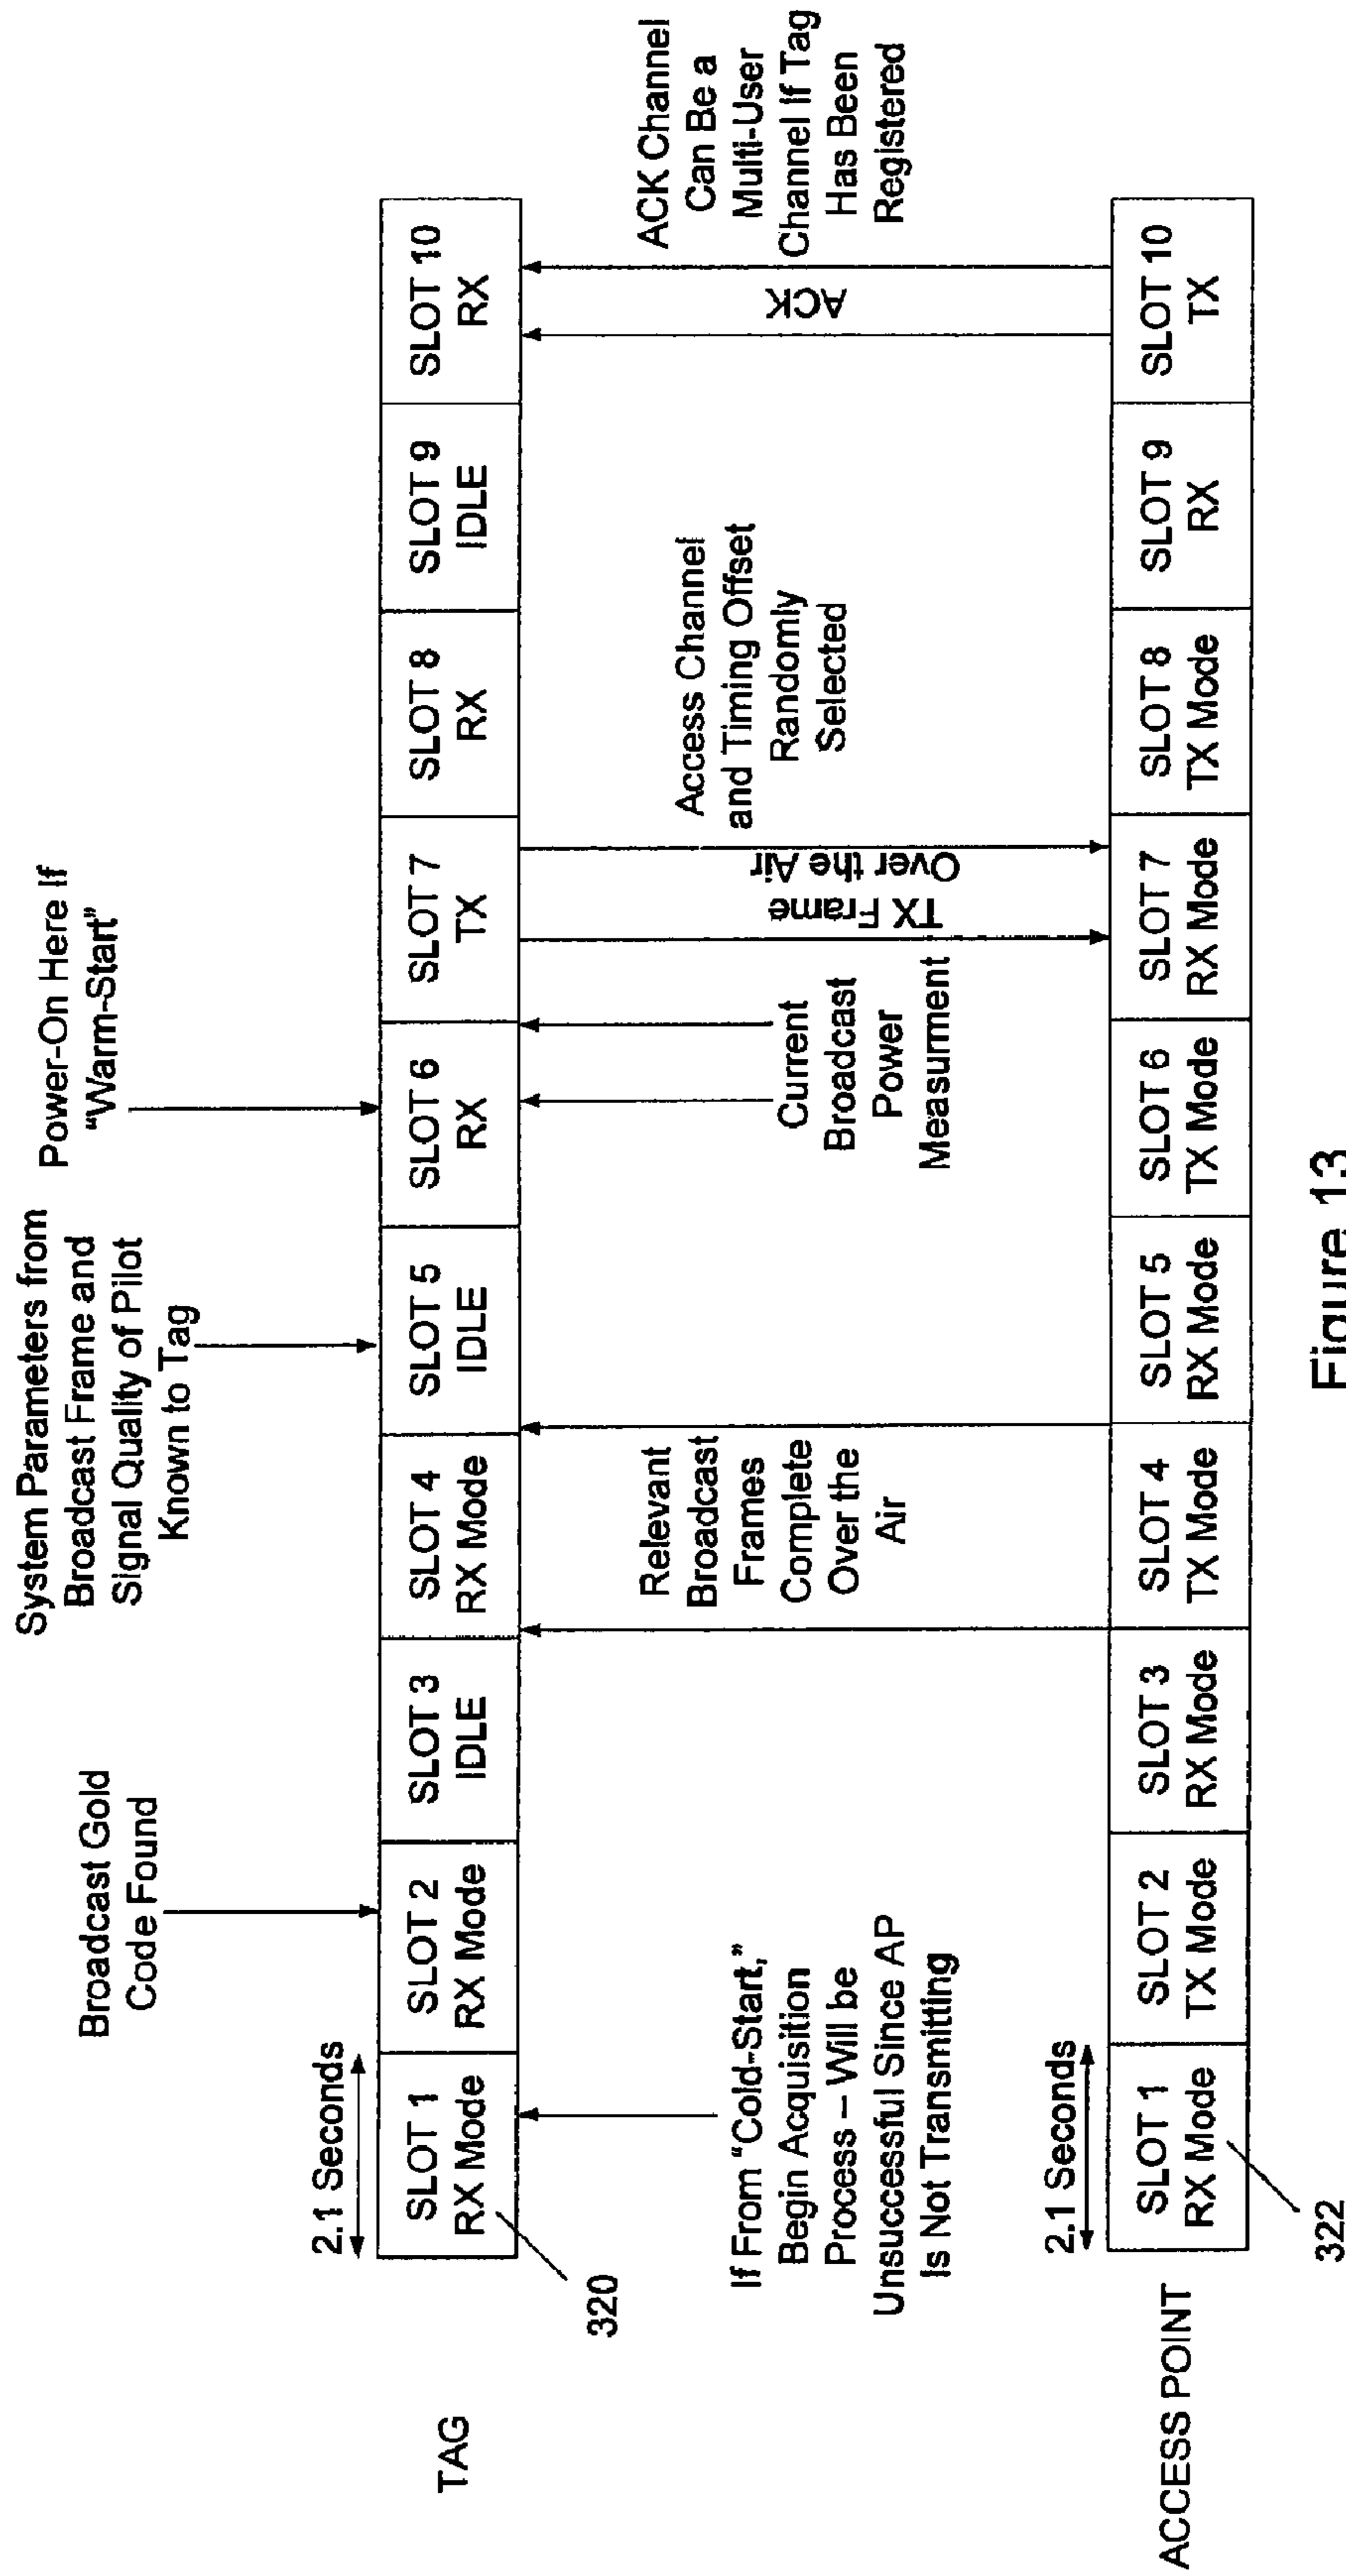 System Parameters from
Broadcast Frame and
Signal Quality of Pilot
Known to Tag
Power-On Here If
“Warm-Start”
Broadcast Gold
Code Found
2.1 Seconds
TAG
SLOT 1
RX Mode
SLOT 2
RX Mode
SLOT 3
IDLE
SLOT 4
RX Mode
SLOT 5
IDLE
SLOT 6
RX
SLOT 7
TX
SLOT 8
RX
SLOT 9
IDLE
SLOT 10
RX
320
If From “Cold-Start,”
Begin Acquisition
Process – Will be
Unsuccessful Since AP
Is Not Transmitting
Relevant
Broadcast
Frames
Complete
Over the
Air
Current
Broadcast
Power
Measurment
TX Frame
Over the Air
Access Channel
and Timing Offset
Randomly
Selected
ACK
ACK Channel
Can Be a
Multi-User
Channel If Tag
Has Been
Registered
2.1 Seconds
ACCESS POINT
SLOT 1
RX Mode
SLOT 2
TX Mode
SLOT 3
RX Mode
SLOT 4
TX Mode
SLOT 5
RX Mode
SLOT 6
TX Mode
SLOT 7
RX Mode
SLOT 8
TX Mode
SLOT 9
RX
SLOT 10
TX
322
Figure 13